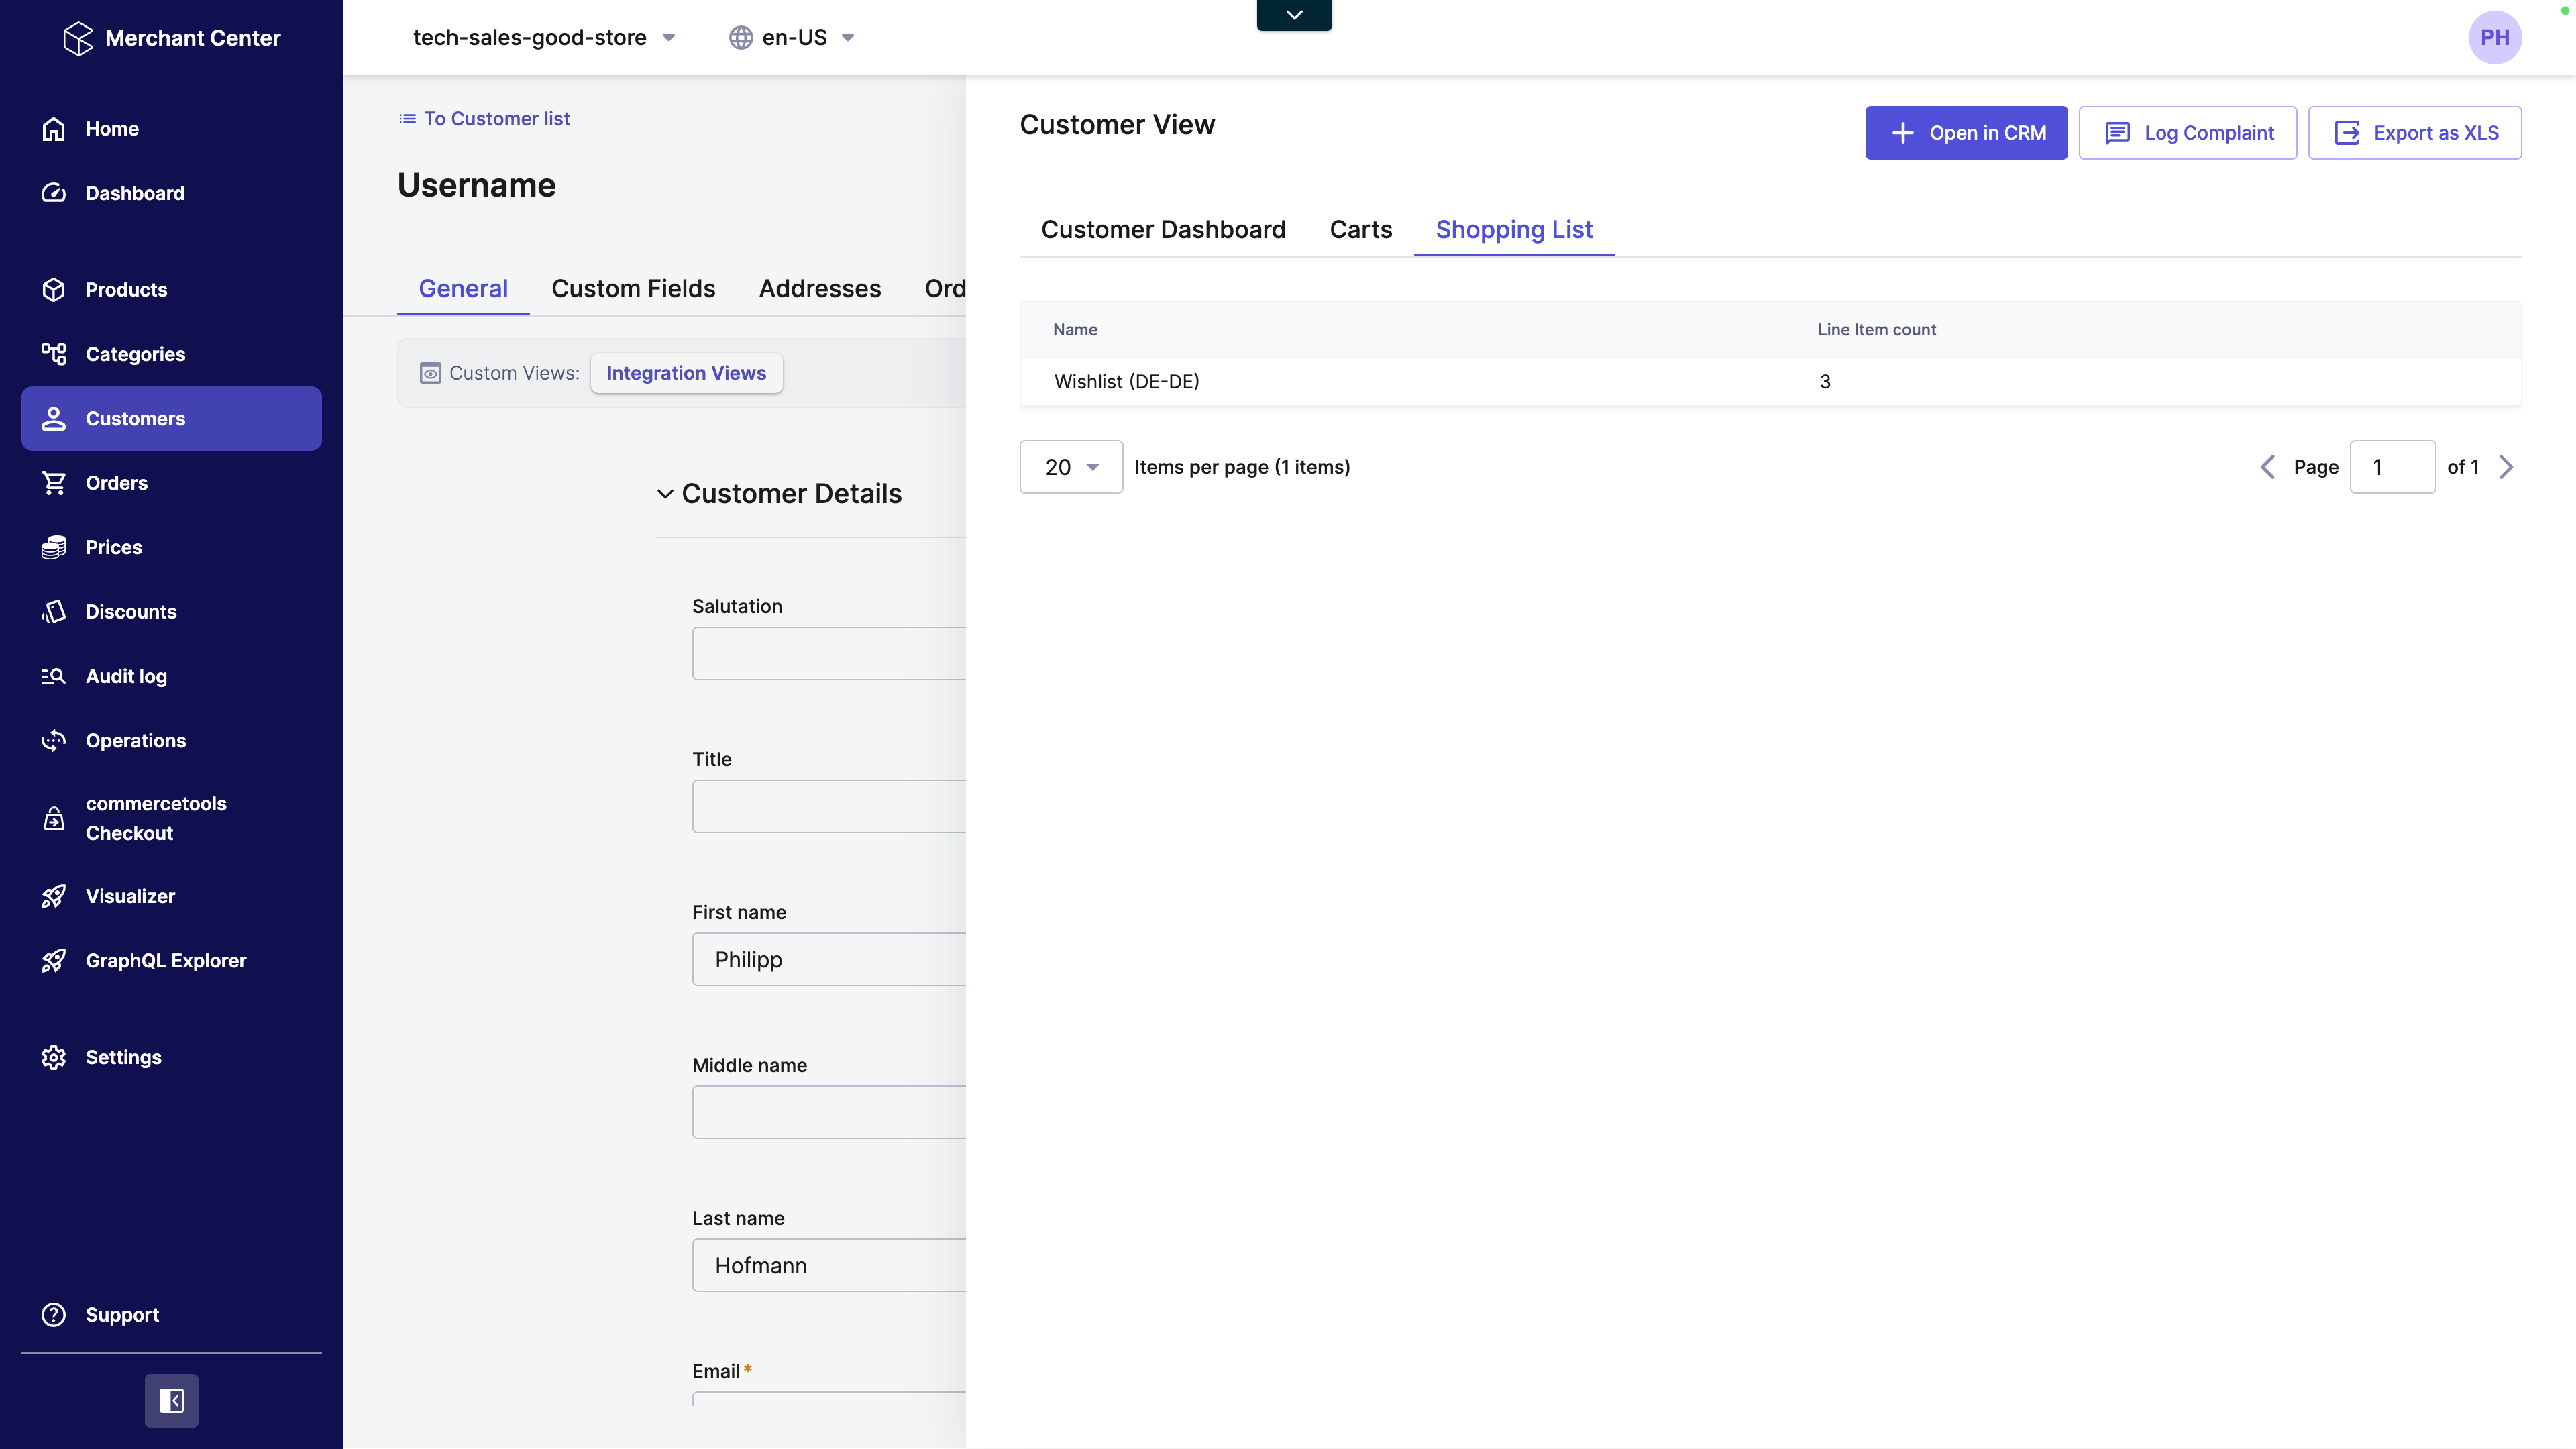 Merchant Center
Home
Dashboard
Products
Categories
Customers
Orders
Prices
Discounts
Audit log
Operations
commercetools
Checkout
Visualizer
GraphQL Explorer
Settings
Support
tech-sales-good-store
en-US
PH
To Customer list
Username
General Custom Fields Addresses Ord
Custom Views: Integration Views
Customer Details
Salutation
Title
First name
Philipp
Middle name
Last name
Hofmann
Email*
Customer View
Open in CRM Log Complaint Export as XLS
Customer Dashboard Carts Shopping List
Name Line Item count
Wishlist (DE-DE) 3
20 Items per page (1 items) Page 1 of 1